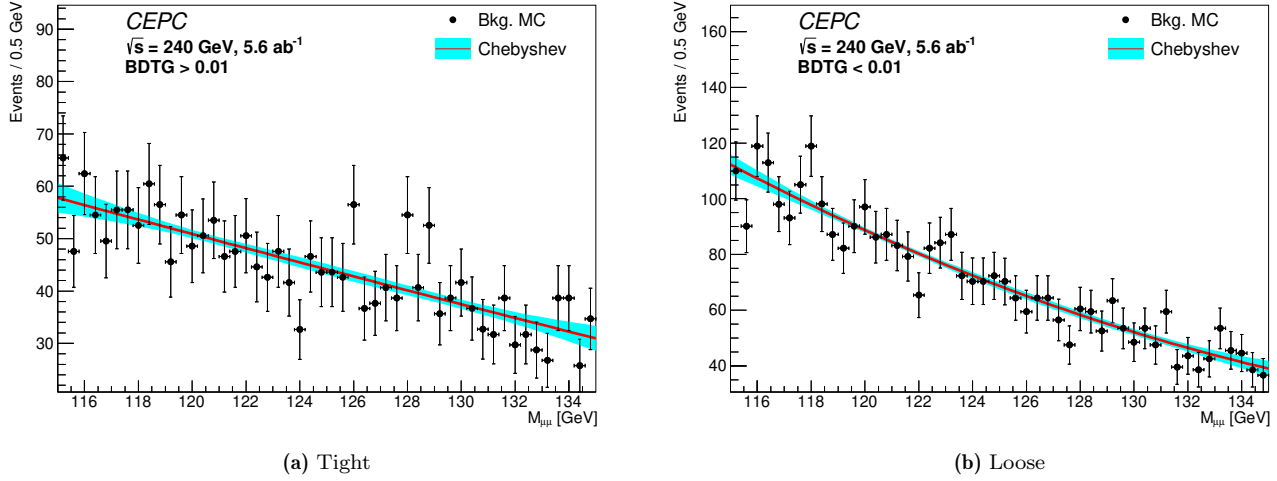 CEPC
√s = 240 GeV, 5.6 ab⁻¹
BDTG > 0.01
Bkg. MC
Chebyshev
Events / 0.5 GeV
90
80
70
60
50
40
30
116 118 120 122 124 126 128 130 132 134
M_μμ [GeV]
(a) Tight
CEPC
√s = 240 GeV, 5.6 ab⁻¹
BDTG < 0.01
Bkg. MC
Chebyshev
Events / 0.5 GeV
160
140
120
100
80
60
40
116 118 120 122 124 126 128 130 132 134
M_μμ [GeV]
(b) Loose